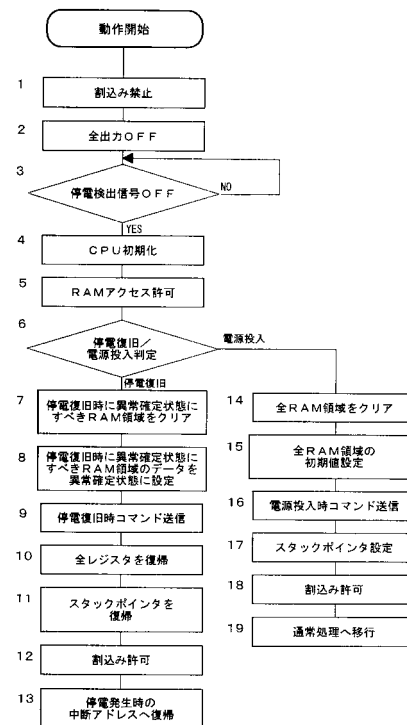 動作開始
1
割込み禁止
2
全出力OFF
3
停電検出信号OFF
NO
YES
4
CPU初期化
5
RAMアクセス許可
6
停電復旧/
電源投入判定
電源投入
停電復旧
7
停電復旧時に異常確定状態に
すべきRAM領域をクリア
8
停電復旧時に異常確定状態に
すべきRAM領域のデータを
異常確定状態に設定
9
停電復旧時コマンド送信
10
全レジスタを復帰
11
スタックポインタを
復帰
12
割込み許可
13
停電発生時の
中断アドレスへ復帰
14
全RAM領域をクリア
15
全RAM領域の
初期値設定
16
電源投入時コマンド送信
17
スタックポインタ設定
18
割込み許可
19
通常処理へ移行